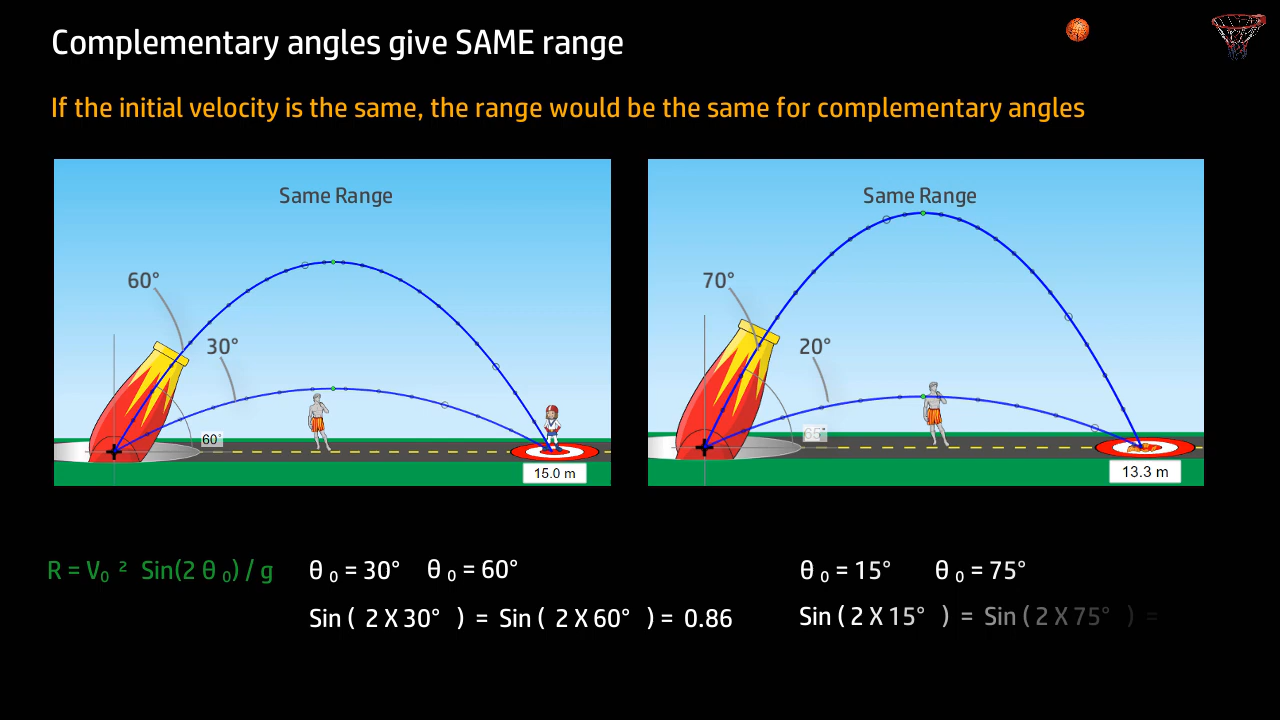 Complementary angles give SAME range
If the initial velocity is the same, the range would be the same for complementary angles
Same Range
60°
30°
60°
15.0 m
Same Range
70°
20°
65°
13.3 m
R = V₀ ² Sin(2 θ ₀) / g
θ ₀ = 30° θ ₀ = 60°
Sin ( 2 X 30° ) = Sin ( 2 X 60° ) = 0.86
θ ₀ = 15° θ ₀ = 75°
Sin ( 2 X 15° ) = Sin ( 2 X 75° ) =